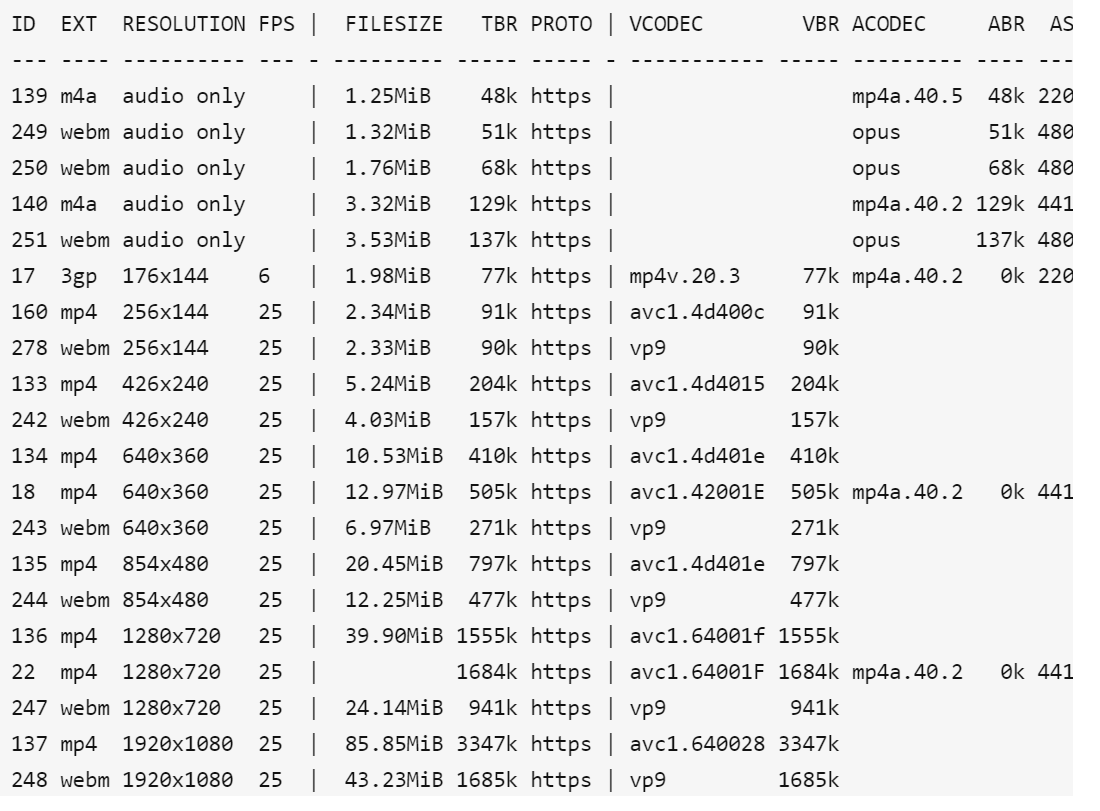 ID  EXT  RESOLUTION FPS |  FILESIZE   TBR PROTO | VCODEC        VBR ACODEC     ABR  AS
--- ---- ---------- --- - --------- ----- ----- - ----------- ----- --------- ---- ---
139 m4a  audio only     |  1.25MiB    48k https |                   mp4a.40.5  48k 220
249 webm audio only     |  1.32MiB    51k https |                   opus       51k 480
250 webm audio only     |  1.76MiB    68k https |                   opus       68k 480
140 m4a  audio only     |  3.32MiB   129k https |                   mp4a.40.2 129k 441
251 webm audio only     |  3.53MiB   137k https |                   opus      137k 480
17  3gp  176x144    6   |  1.98MiB    77k https | mp4v.20.3     77k mp4a.40.2   0k 220
160 mp4  256x144    25  |  2.34MiB    91k https | avc1.4d400c   91k
278 webm 256x144    25  |  2.33MiB    90k https | vp9           90k
133 mp4  426x240    25  |  5.24MiB   204k https | avc1.4d4015  204k
242 webm 426x240    25  |  4.03MiB   157k https | vp9          157k
134 mp4  640x360    25  |  10.53MiB  410k https | avc1.4d401e  410k
18  mp4  640x360    25  |  12.97MiB  505k https | avc1.42001E  505k mp4a.40.2   0k 441
243 webm 640x360    25  |  6.97MiB   271k https | vp9          271k
135 mp4  854x480    25  |  20.45MiB  797k https | avc1.4d401e  797k
244 webm 854x480    25  |  12.25MiB  477k https | vp9          477k
136 mp4  1280x720   25  |  39.90MiB 1555k https | avc1.64001f 1555k
22  mp4  1280x720   25  |           1684k https | avc1.64001F 1684k mp4a.40.2   0k 441
247 webm 1280x720   25  |  24.14MiB  941k https | vp9          941k
137 mp4  1920x1080  25  |  85.85MiB 3347k https | avc1.640028 3347k
248 webm 1920x1080  25  |  43.23MiB 1685k https | vp9         1685k